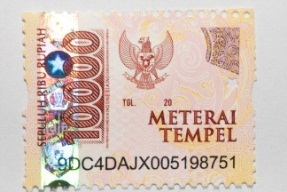 SEPULUH RIBU RUPIAH
10000
TGL. 20
METERAI
TEMPEL
9DC4DAJX005198751